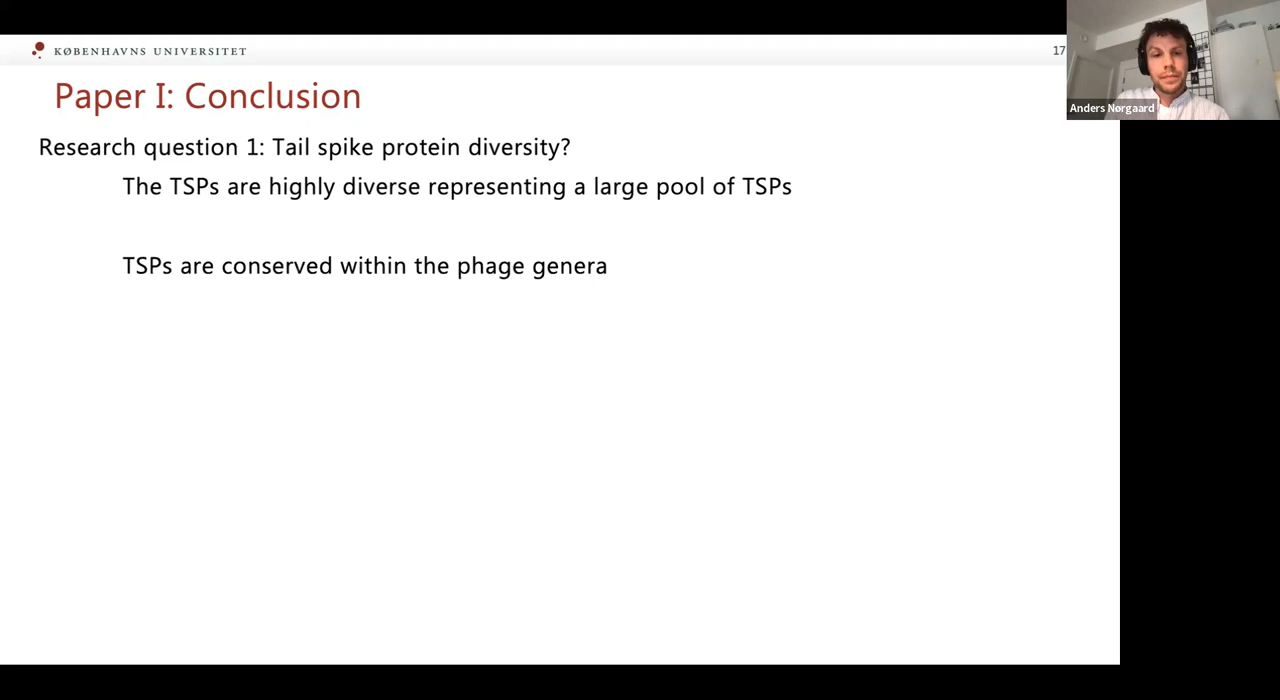 KØBENHAVNS UNIVERSITET
17
Anders Nørgaard
Paper I: Conclusion
Research question 1: Tail spike protein diversity?
The TSPs are highly diverse representing a large pool of TSPs
TSPs are conserved within the phage genera